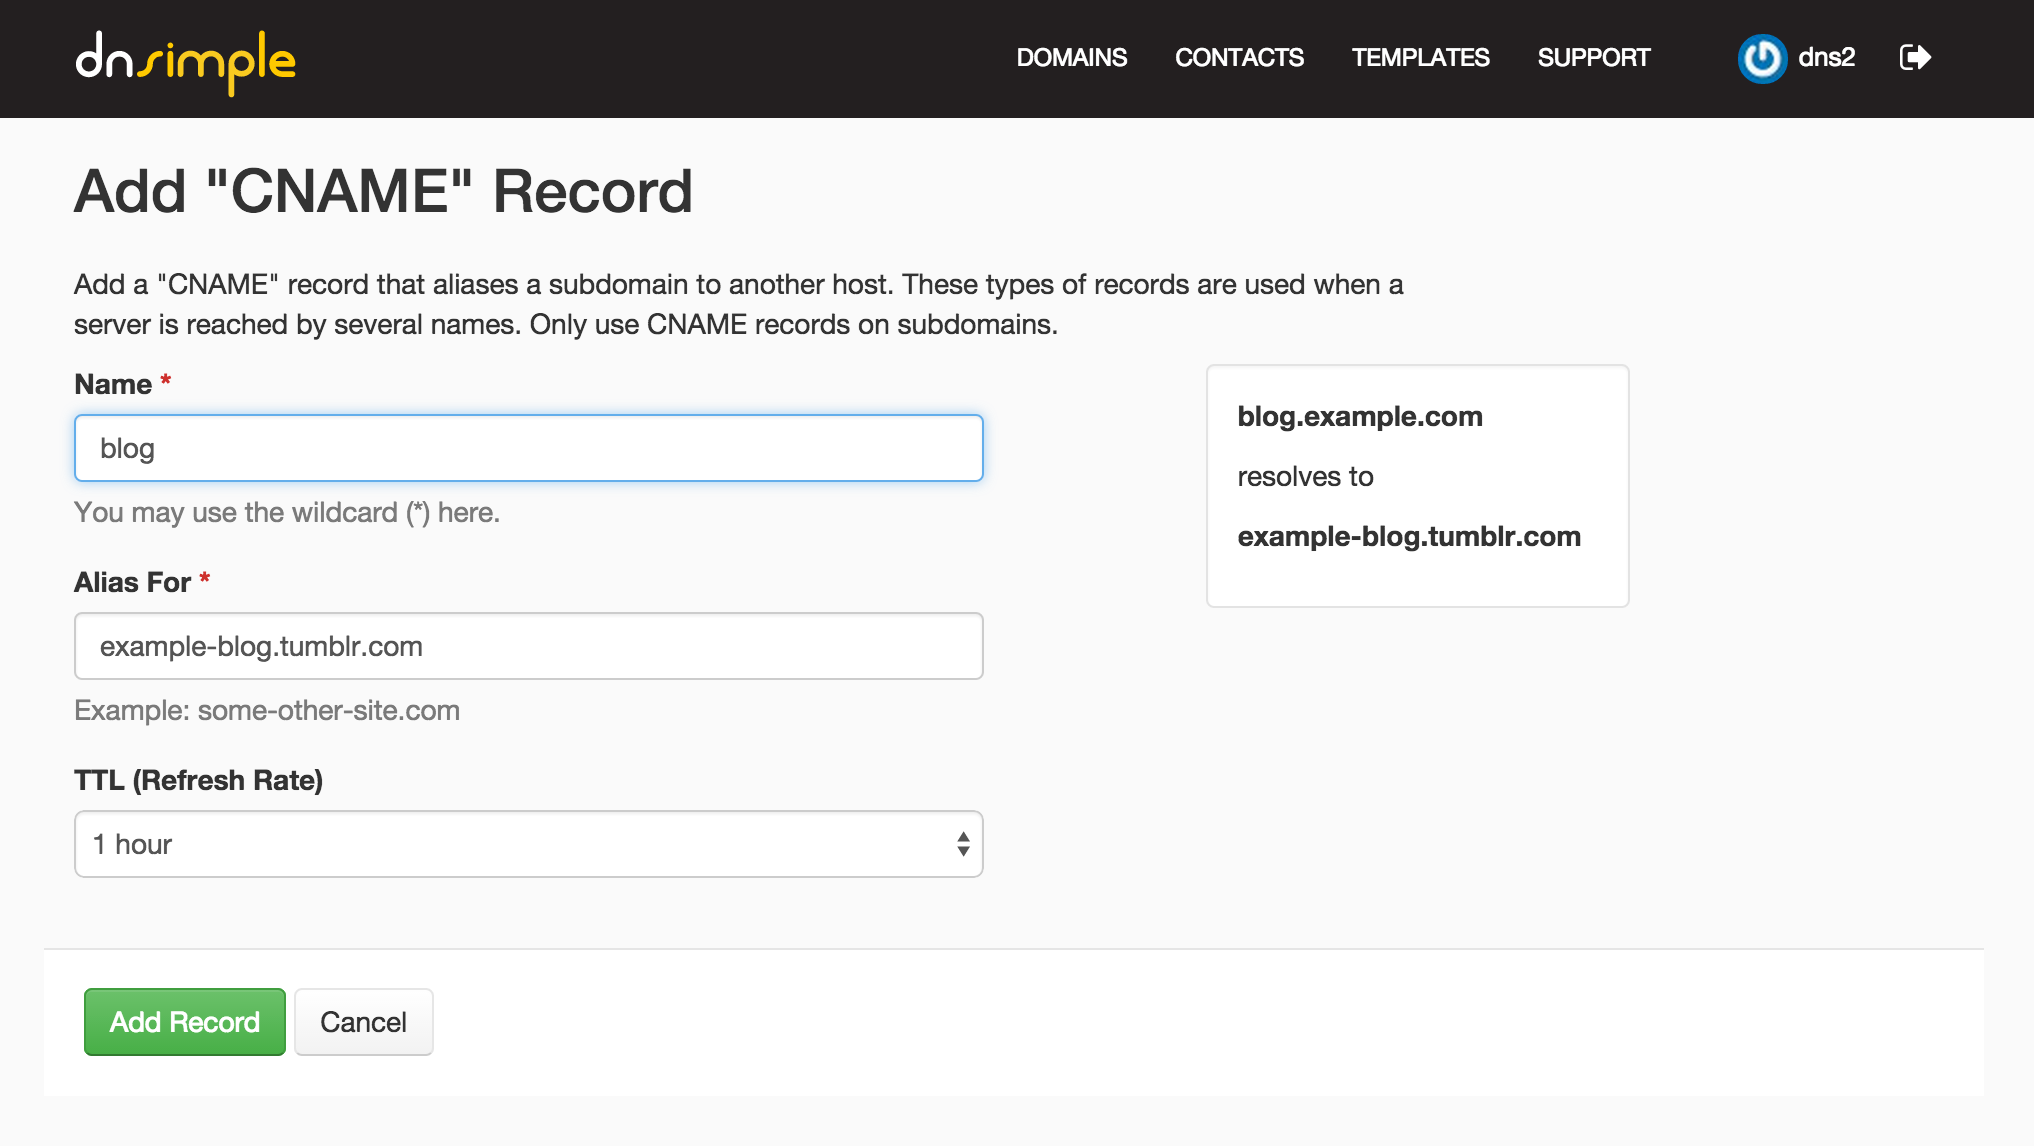 dnsimple
DOMAINS CONTACTS TEMPLATES SUPPORT dns2
Add "CNAME" Record
Add a "CNAME" record that aliases a subdomain to another host. These types of records are used when a
server is reached by several names. Only use CNAME records on subdomains.
Name *
blog
You may use the wildcard (*) here.
Alias For *
example-blog.tumblr.com
Example: some-other-site.com
TTL (Refresh Rate)
1 hour
blog.example.com
resolves to
example-blog.tumblr.com
Add Record Cancel